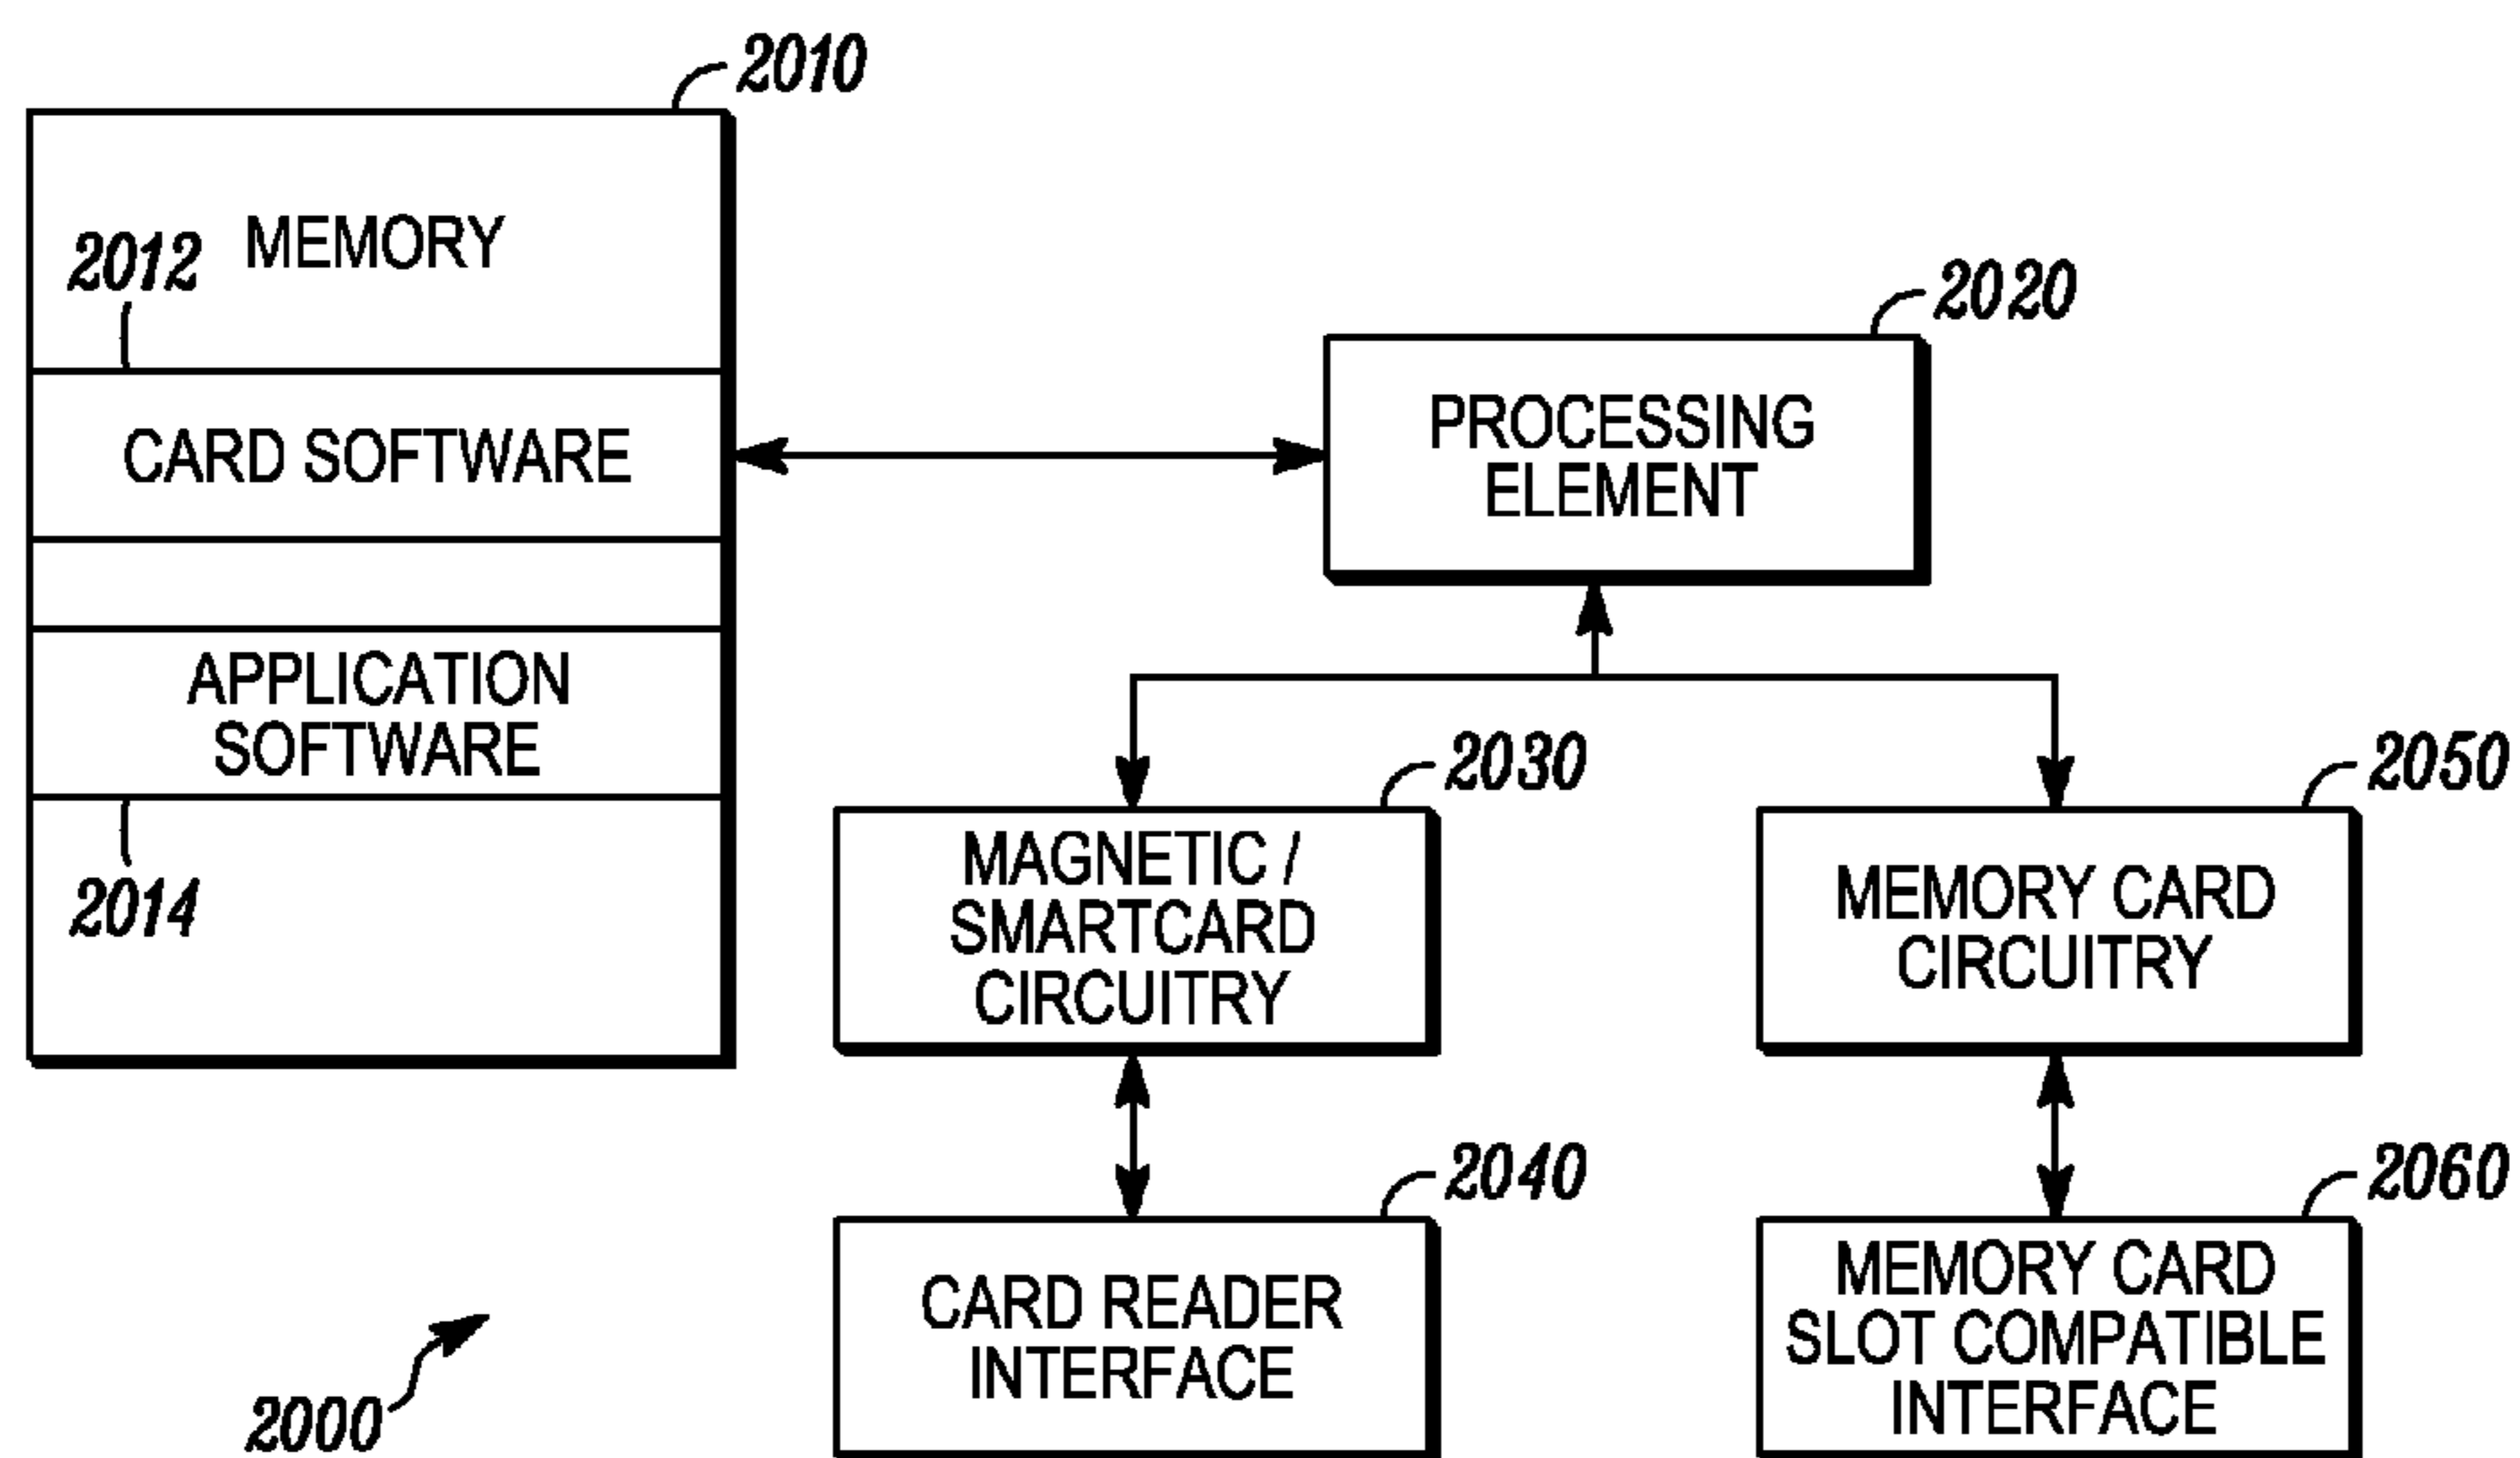 2010
MEMORY
2012
CARD SOFTWARE
APPLICATION
SOFTWARE
2014
2020
PROCESSING
ELEMENT
2030
MAGNETIC /
SMARTCARD
CIRCUITRY
2050
MEMORY CARD
CIRCUITRY
2040
CARD READER
INTERFACE
2060
MEMORY CARD
SLOT COMPATIBLE
INTERFACE
2000